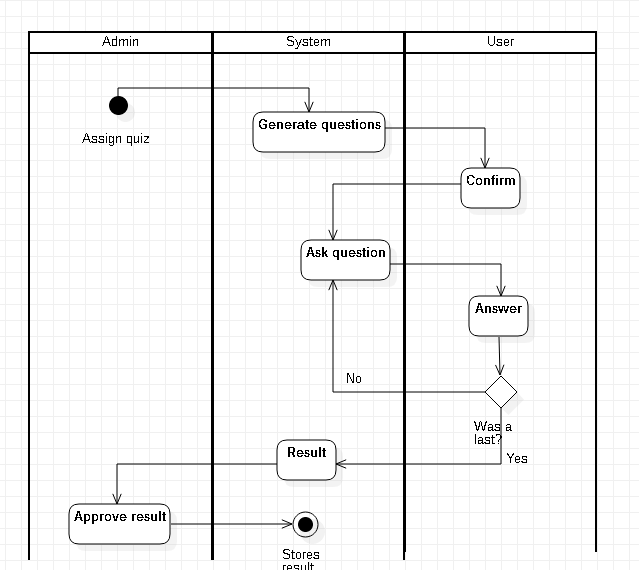 Admin
System
User
Assign quiz
Generate questions
Confirm
Ask question
Answer
No
Was a
last?
Yes
Result
Approve result
Stores
result